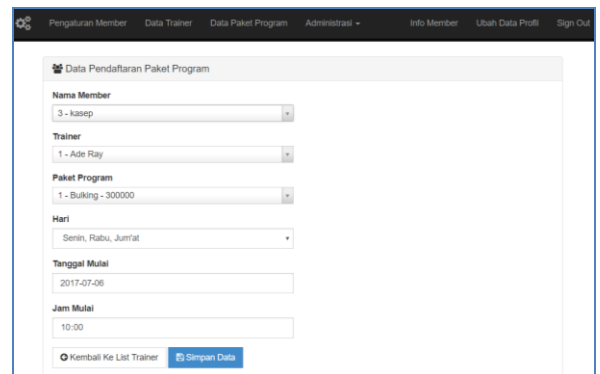 Pengaturan Member Data Trainer Data Paket Program Administrasi Info Member Ubah Data Profil Sign Out
Data Pendaftaran Paket Program
Nama Member
3 - kasep
Trainer
1 - Ade Ray
Paket Program
1 - Bulking - 300000
Hari
Senin, Rabu, Jum'at
Tanggal Mulai
2017-07-06
Jam Mulai
10:00
Kembali Ke List Trainer Simpan Data